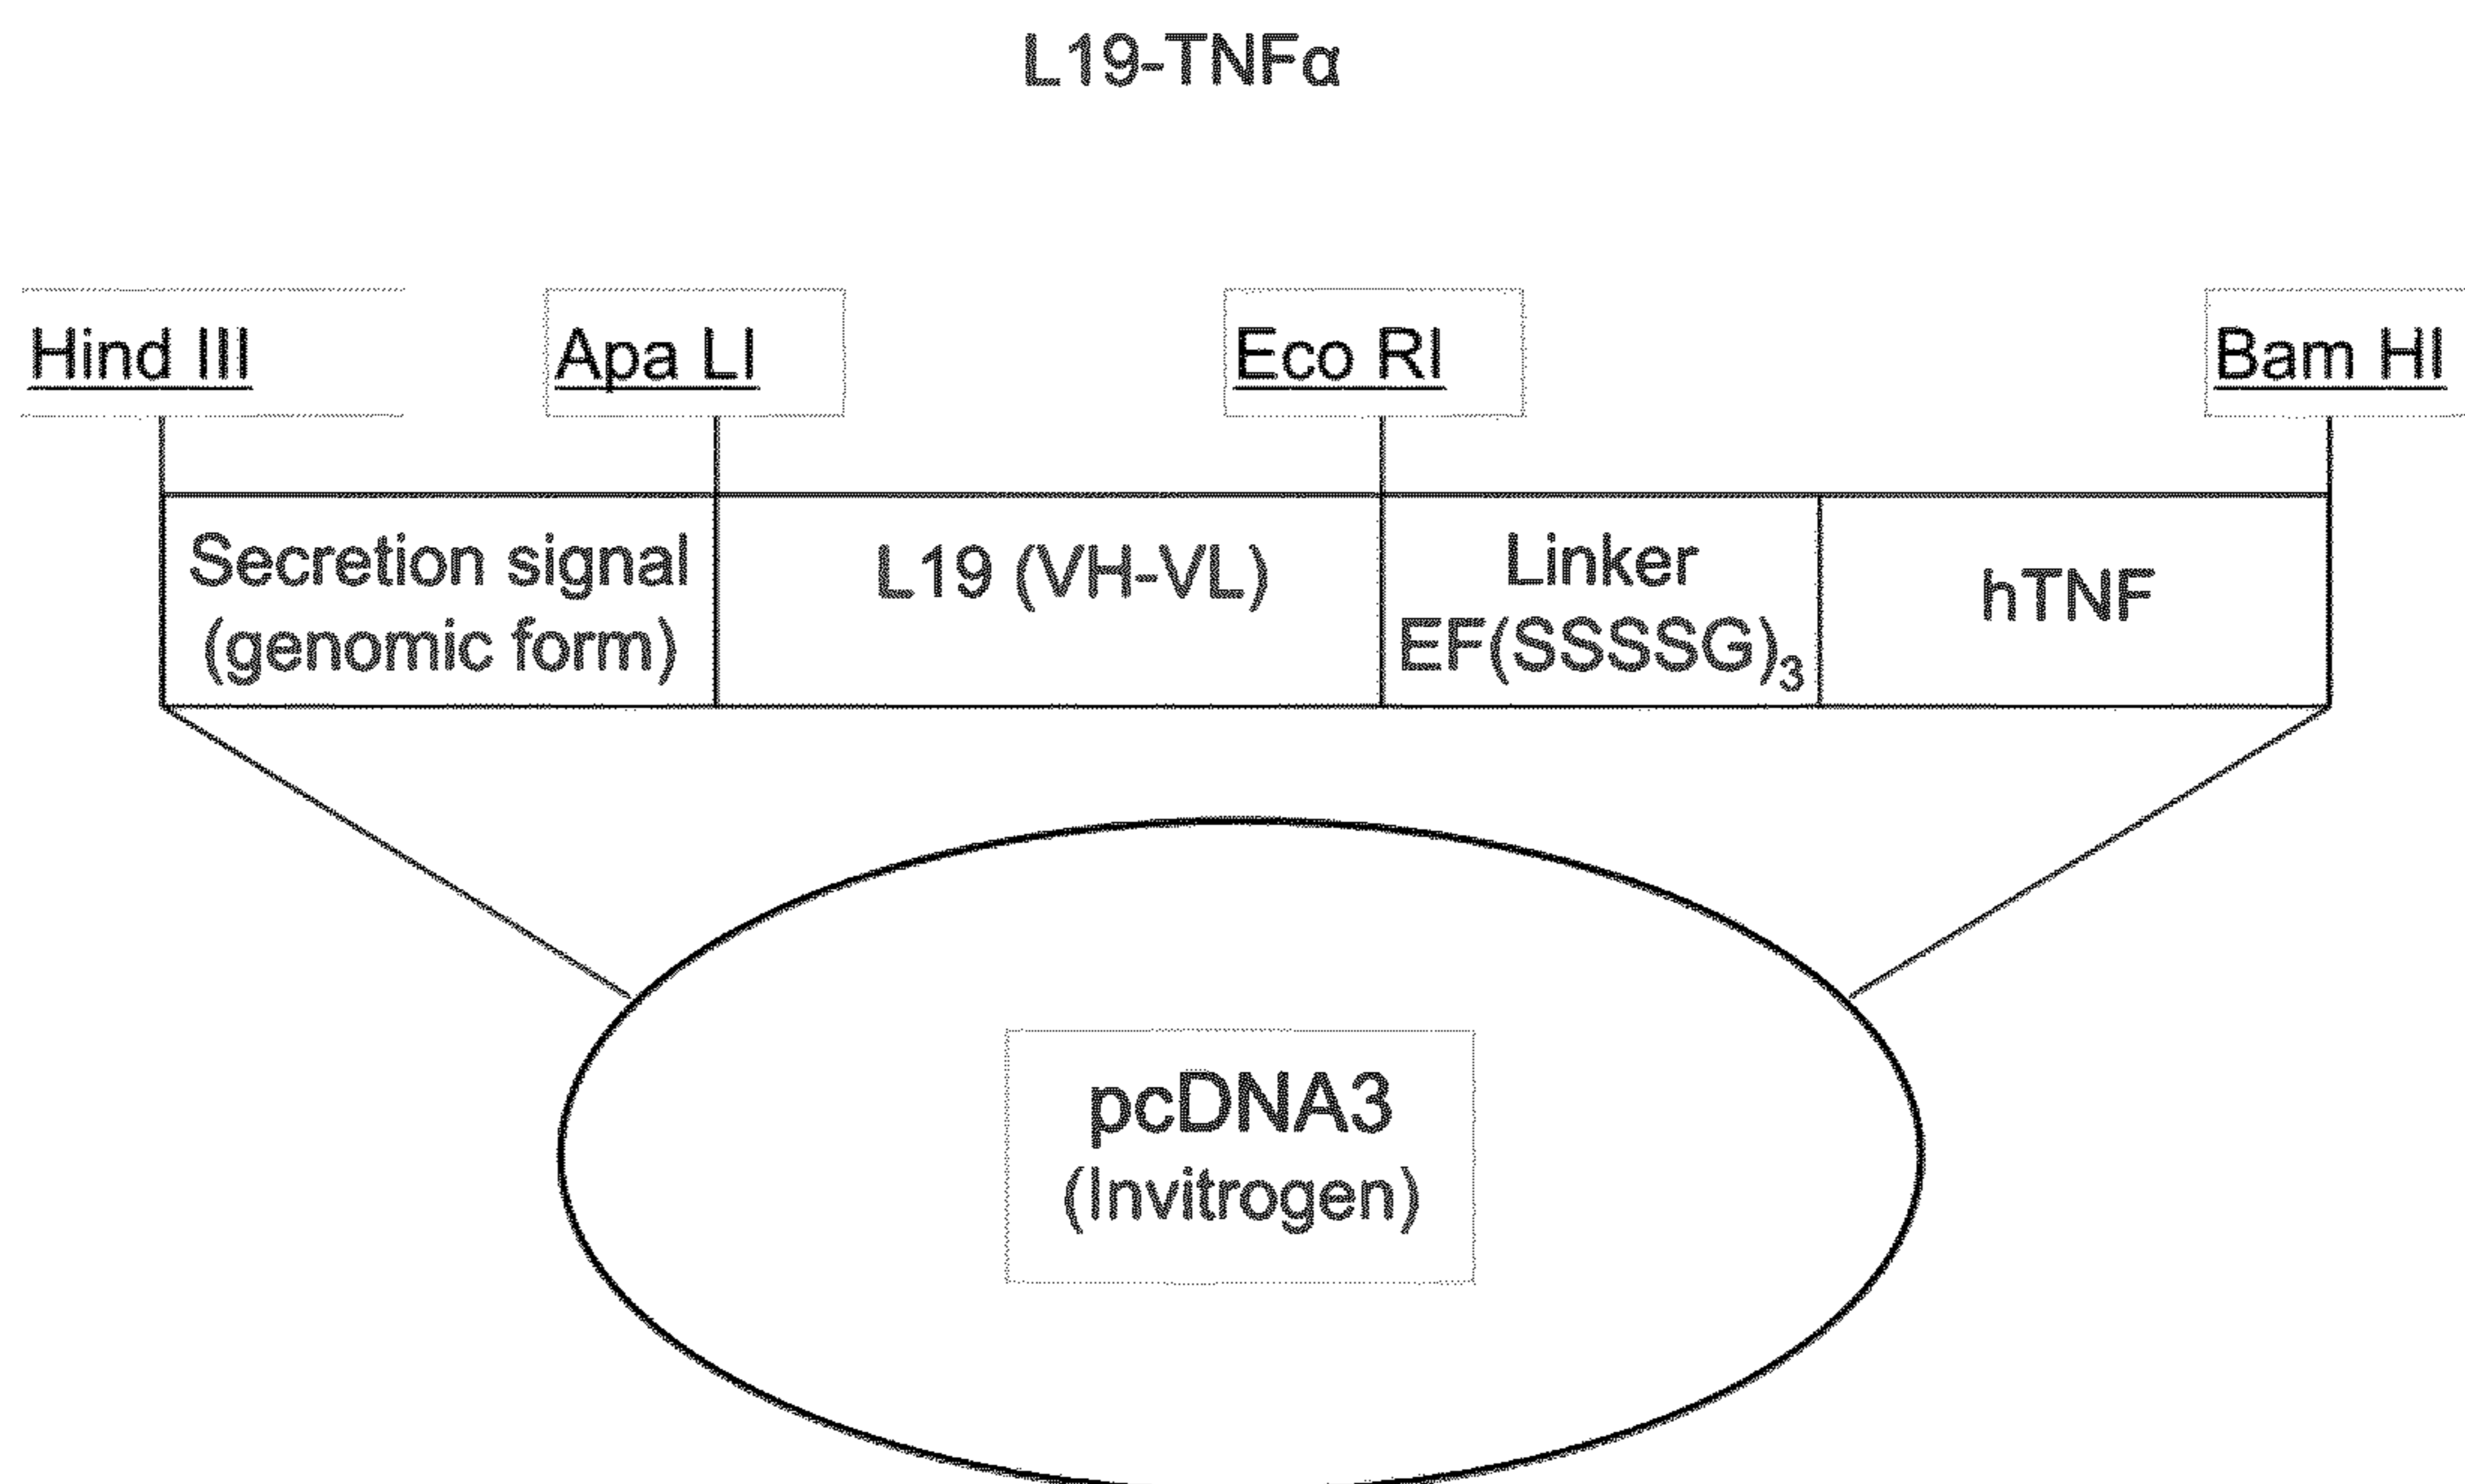 L19-TNFα
Hind III
Apa LI
Eco RI
Bam HI
Secretion signal
(genomic form)
L19 (VH-VL)
Linker
EF(SSSSG)₃
hTNF
pcDNA3
(Invitrogen)